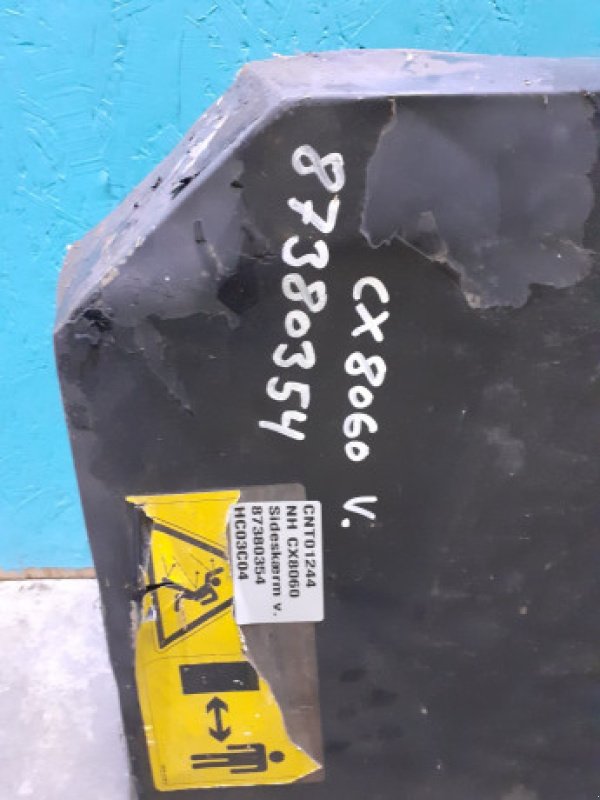 87380354
CX8060 V.
CNT01244
NH CX8060
Sideskærm v.
87380354
HC03C04